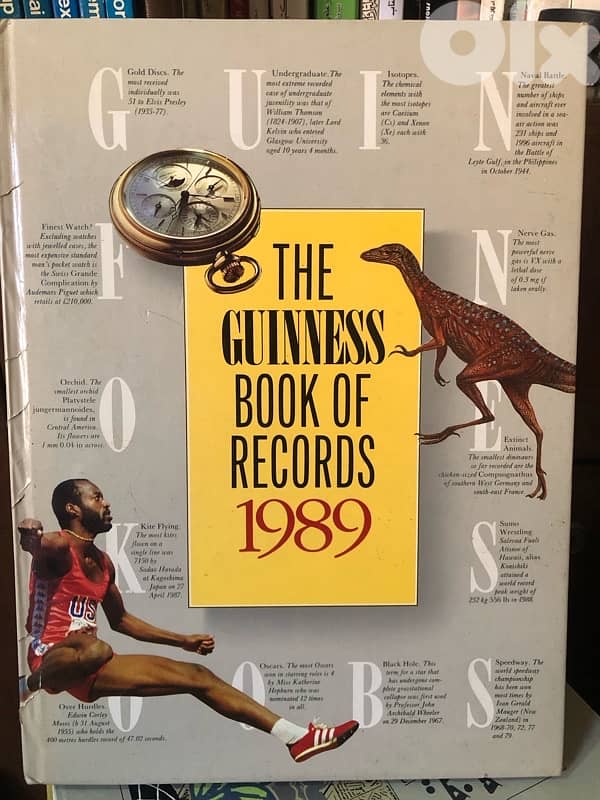 olx
G U I N
Gold Discs. The
most received
individually was
51 to Elvis Presley
(1935-77).
Undergraduate. The
most extreme recorded
case of undergraduate
juvenility was that of
William Thomson
(1824-1907), later Lord
Kelvin who entered
Glasgow University
aged 10 years 4 months.
Isotopes.
The chemical
elements with
the most isotopes
are Caesium
(Cs) and Xenon
(Xe) each with
36.
Naval Battle.
The greatest
number of ships
and aircraft ever
involved in a sea-
air action was
231 ships and
1996 aircraft in
the Battle of
Leyte Gulf, in the Philippines
in October 1944.
F
Finest Watch?
Excluding watches
with jewelled cases, the
most expensive standard
man's pocket watch is
the Swiss Grande
Complication by
Audemars Piguet which
retails at £210,000.
THE
GUINNESS
BOOK OF
RECORDS
1989
N
Nerve Gas.
The most
powerful nerve
gas is VX with a
lethal dose
of 0.3 mg if
taken orally.
O
Orchid. The
smallest orchid
Platystele
jungermannoides,
is found in
Central America.
Its flowers are
1 mm 0.04 in across.
E
Extinct
Animals.
The smallest dinosaurs
so far recorded are the
chicken-sized Compsognathus
of southern West Germany and
south-east France.
K
Kite Flying.
The most kites
flown on a
single line was
7150 by
Sadao Harada
at Kagoshima
Japan on 27
April 1987.
US
S
Sumo
Wrestling
Salevaa Fuali
Atisnoe of
Hawaii, alias
Konishiki
attained a
world record
peak weight of
252 kg 556 lb in 1988.
O O B S
Over Hurdles.
Edwin Corley
Moses (b 31 August
1955) who holds the
400 metres hurdles record of 47.02 seconds.
Oscars. The most Oscars
won in starring roles is 4
by Miss Katharine
Hepburn who was
nominated 12 times
in all.
Black Hole. This
term for a star that
has undergone com-
plete gravitational
collapse was first used
by Professor John
Archibald Wheeler
on 29 December 1967.
Speedway. The
world speedway
championship
has been won
most times by
Ivan Gerald
Mauger (New
Zealand) in
1968-70, 72, 77
and 79.